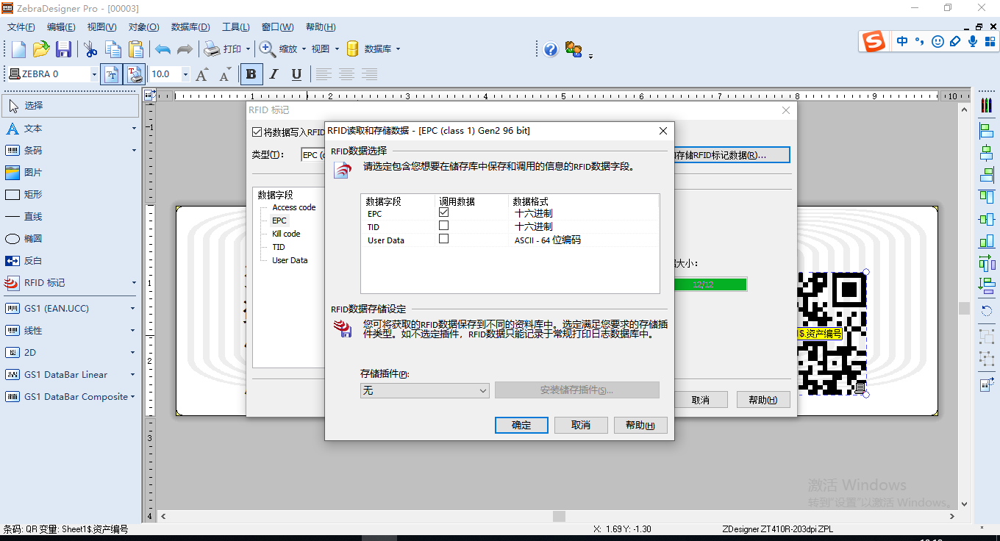 ZebraDesigner Pro - [00003]
文件(F) 编辑(E) 视图(V) 对象(O) 数据库(D) 工具(L) 窗口(W) 帮助(H)
打印 缩放 视图 数据库
中
ZEBRA 0 10.0 B I U
选择
文本
条码
图片
矩形
直线
椭圆
反白
RFID 标记
GS1 (EAN.UCC)
线性
2D
GS1 DataBar Linear
GS1 DataBar Composite
1 2 3 4 5 6 7 8 9 10
1
1
2
3
4
RFID 标记
将数据写入RFID
类型(T):
EPC (c
存储RFID标记数据(R)...
数据字段
Access code
EPC
Kill code
TID
User Data
大小:
12/12
取消 帮助(H)
RFID读取和存储数据 - [EPC (class 1) Gen2 96 bit]
RFID数据选择
请选定包含您想要在储存库中保存和调用的信息的RFID数据字段。
数据字段 调用数据 数据格式
EPC 十六进制
TID 十六进制
User Data ASCII - 64 位编码
RFID数据存储设定
您可将获取的RFID数据保存到不同的资料库中。选定满足您要求的存储插
件类型。如不选定插件，RFID数据只能记录于常规打印日志数据库中。
存储插件(P):
无 安装储存插件(S)...
确定 取消 帮助(H)
$.资产编号
激活 Windows
转到"设置"以激活 Windows。
条码: QR 变量: Sheet1$.资产编号 X: 1.69 Y: -1.30 ZDesigner ZT410R-203dpi ZPL